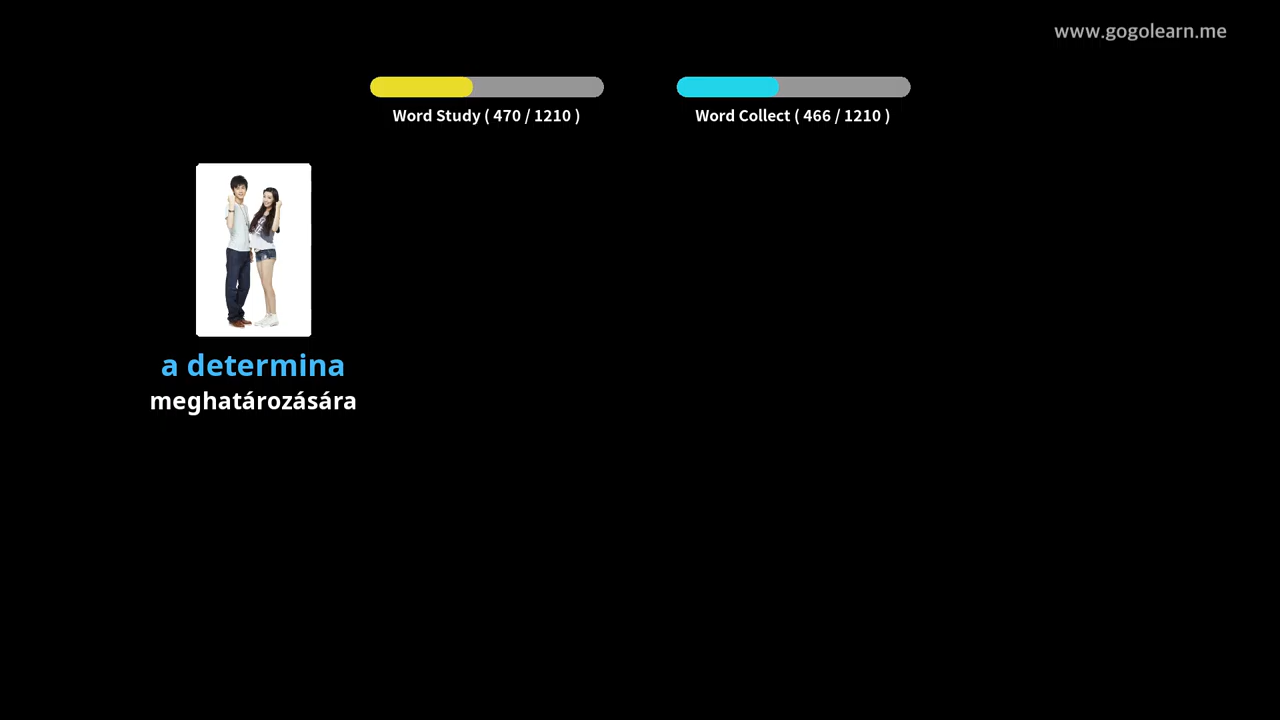 www.gogolearn.me
Word Study ( 470 / 1210 )
Word Collect ( 466 / 1210 )
a determina
meghatározására